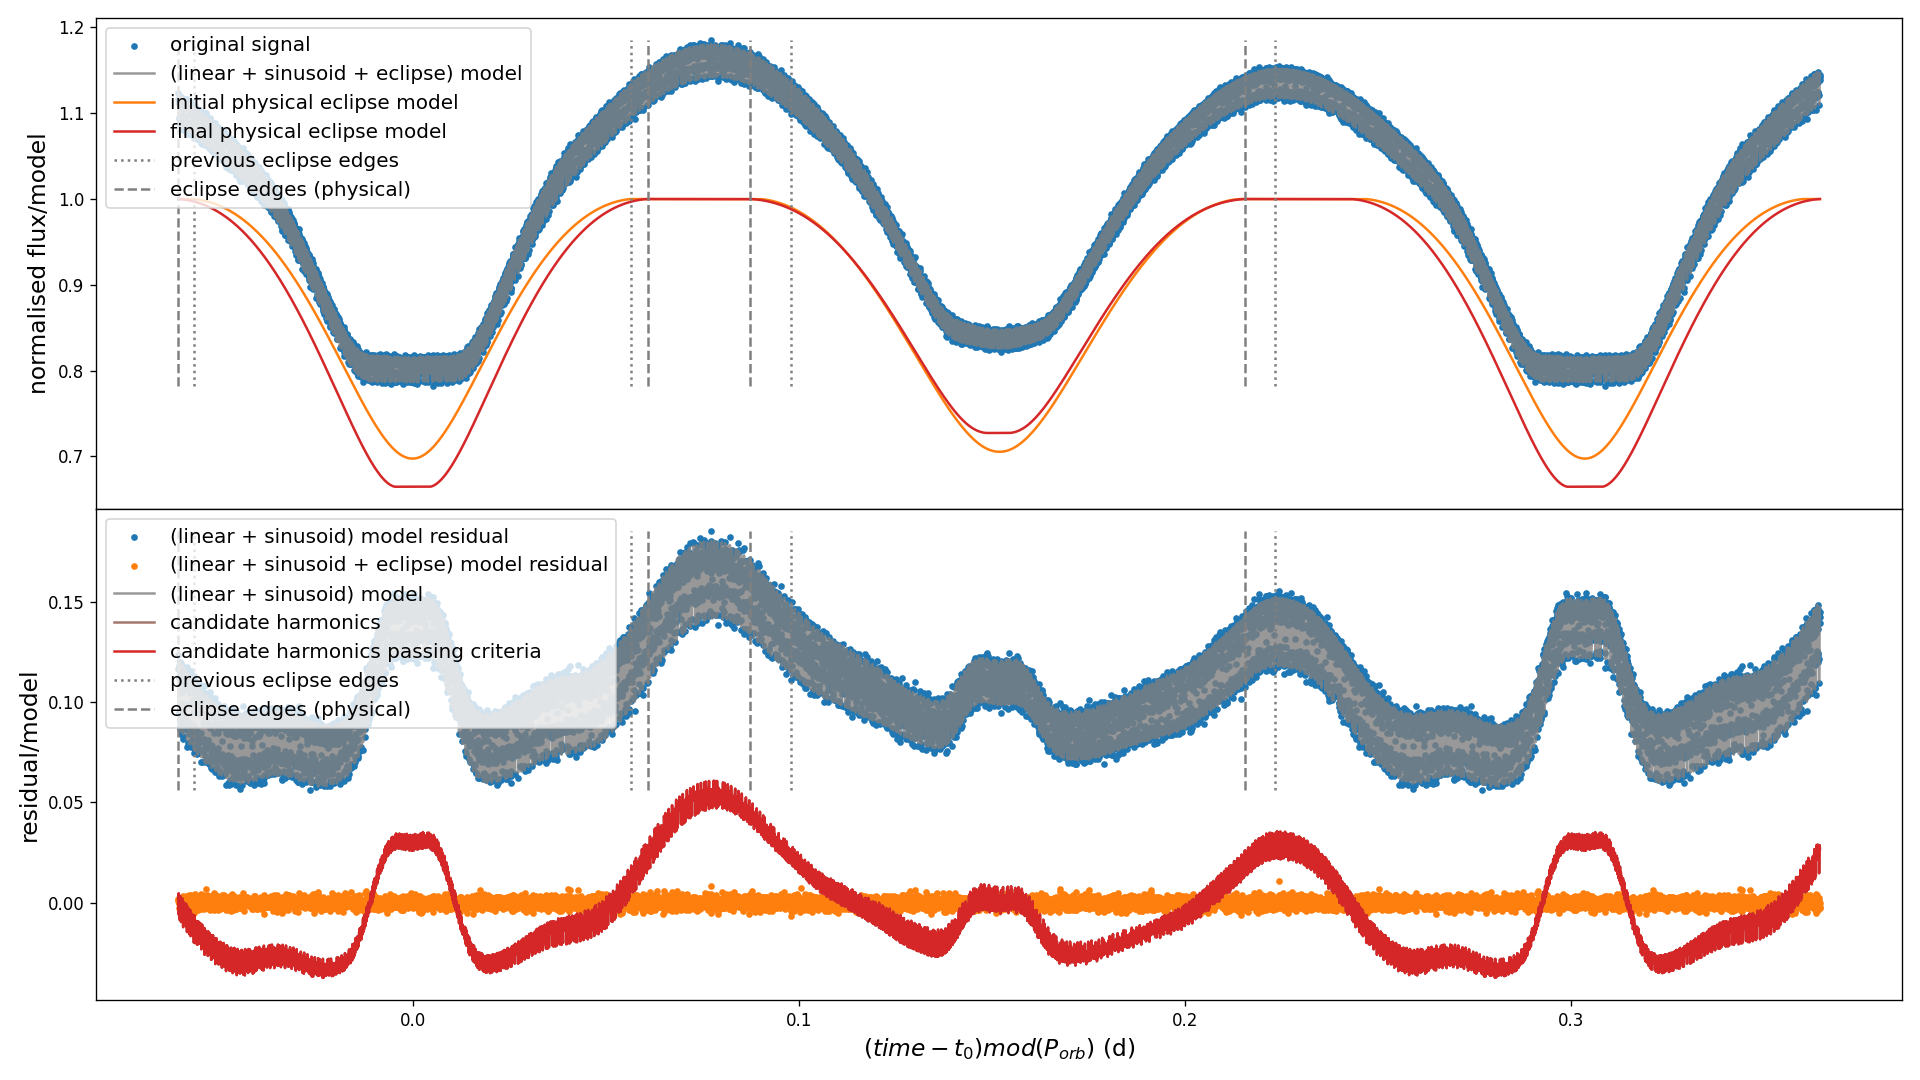 normalised flux/model
1.2
1.1
1.0
0.9
0.8
0.7
original signal
(linear + sinusoid + eclipse) model
initial physical eclipse model
final physical eclipse model
previous eclipse edges
eclipse edges (physical)
residual/model
0.15
0.10
0.05
0.00
(linear + sinusoid) model residual
(linear + sinusoid + eclipse) model residual
(linear + sinusoid) model
candidate harmonics
candidate harmonics passing criteria
previous eclipse edges
eclipse edges (physical)
0.0 0.1 0.2 0.3
(time − t₀)mod(P_orb) (d)